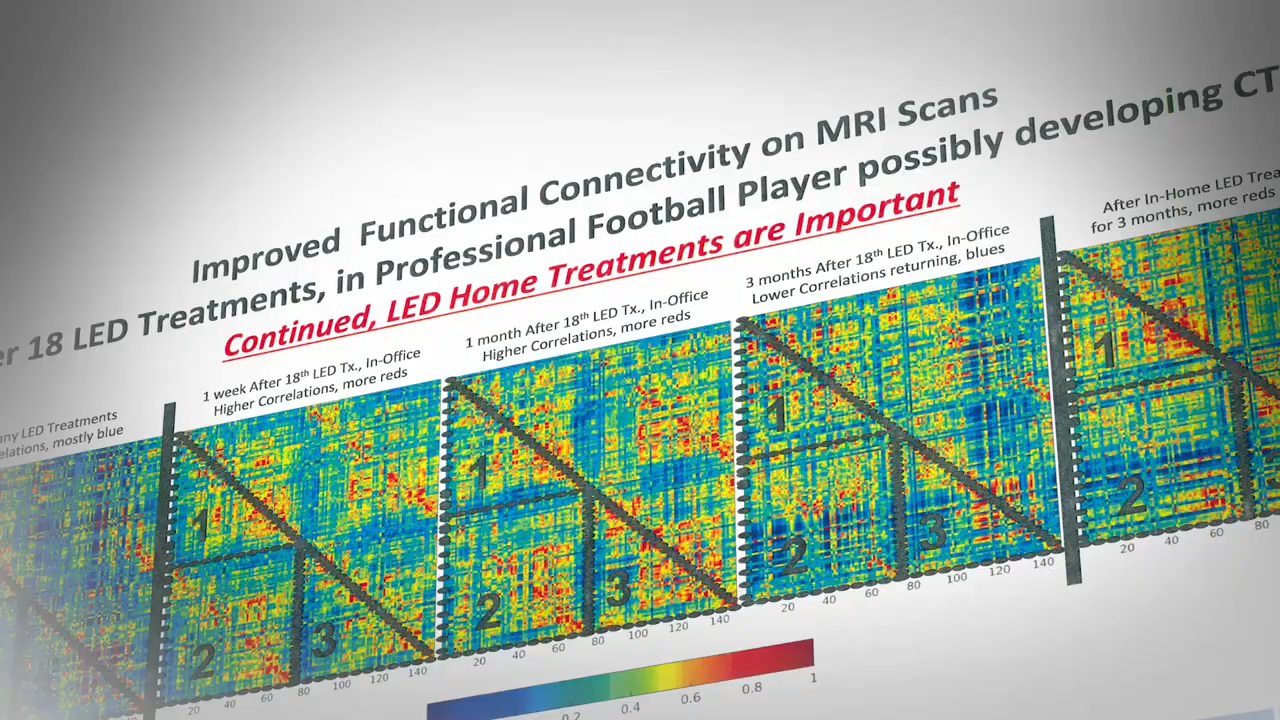 Improved Functional Connectivity on MRI Scans
18 LED Treatments, in Professional Football Player possibly developing
Continued, LED Home Treatments are Important
LED Treatments
mostly blue
1 week After 18th LED Tx., In-Office
Higher Correlations, more reds
1 month After 18th LED Tx., In-Office
Higher Correlations, more reds
3 months After 18th LED Tx., In-Office
Lower Correlations returning, blues
After In-Home LED
for 3 months, more reds
1
2
3
1
2
3
1
2
3
1
2
20 40 60 80 100 120 140
20 40 60 80 100 120 140
20 40 60 80 100 120 140
20 40 60 80
0.2 0.4 0.6 0.8 1